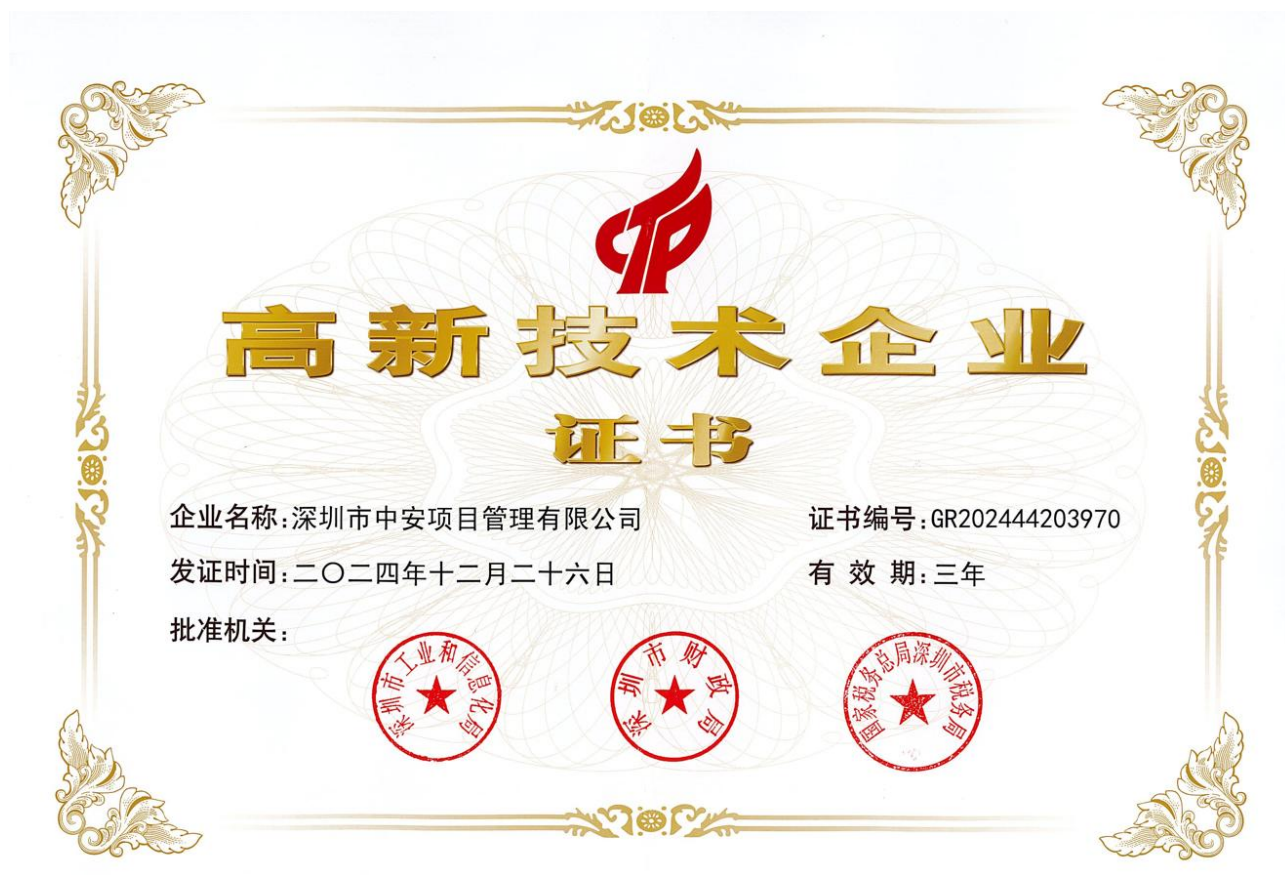 高新技术企业
证书
企业名称:深圳市中安项目管理有限公司
证书编号:GR202444203970
发证时间:二〇二四年十二月二十六日
有 效 期:三年
批准机关:
深圳市工业和信息化局
深圳市财政局
国家税务总局深圳市税务局